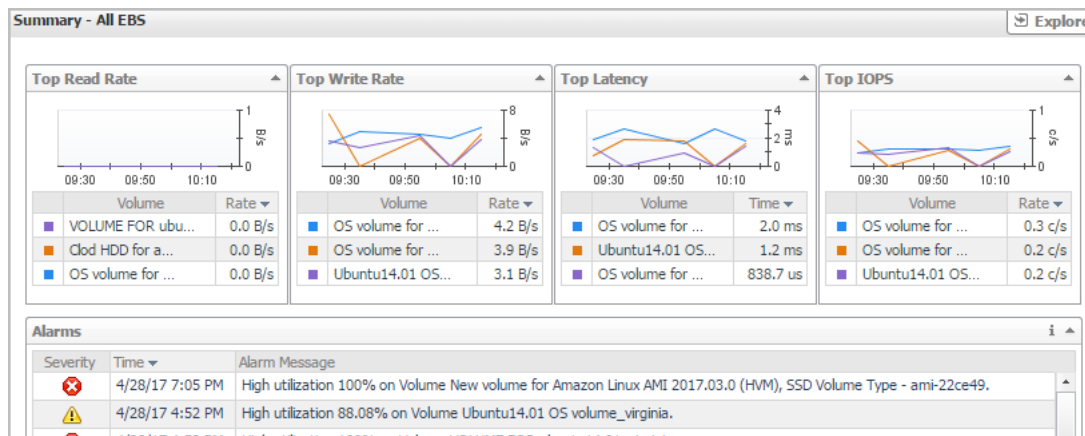 Summary - All EBS
Explore
Top Read Rate
Top Write Rate
Top Latency
Top IOPS
1
B/s
0
09:30 09:50 10:10
8
B/s
0
09:30 09:50 10:10
4
2
ms
0
09:30 09:50 10:10
1
c/s
0
09:30 09:50 10:10
Volume Rate
VOLUME FOR ubu... 0.0 B/s
Clod HDD for a... 0.0 B/s
OS volume for ... 0.0 B/s
Volume Rate
OS volume for ... 4.2 B/s
OS volume for ... 3.9 B/s
Ubuntu14.01 OS... 3.1 B/s
Volume Time
OS volume for ... 2.0 ms
Ubuntu14.01 OS... 1.2 ms
OS volume for ... 838.7 us
Volume Rate
OS volume for ... 0.3 c/s
OS volume for ... 0.2 c/s
Ubuntu14.01 OS... 0.2 c/s
Alarms
Severity Time Alarm Message
4/28/17 7:05 PM High utilization 100% on Volume New volume for Amazon Linux AMI 2017.03.0 (HVM), SSD Volume Type - ami-22ce49.
4/28/17 4:52 PM High utilization 88.08% on Volume Ubuntu14.01 OS volume_virginia.